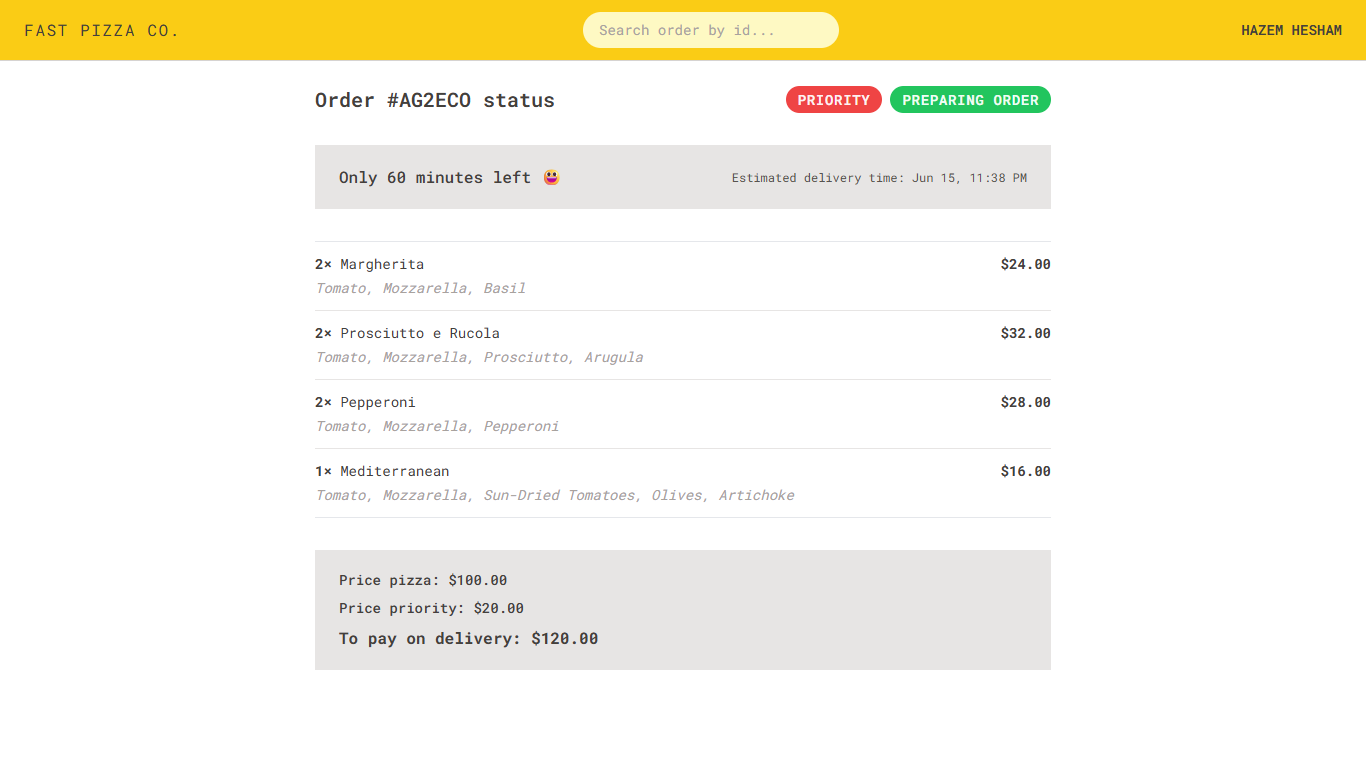 FAST PIZZA CO.
Search order by id...
HAZEM HESHAM
Order #AG2ECO status
PRIORITY
PREPARING ORDER
Only 60 minutes left 😀
Estimated delivery time: Jun 15, 11:38 PM
2× Margherita
$24.00
Tomato, Mozzarella, Basil
2× Prosciutto e Rucola
$32.00
Tomato, Mozzarella, Prosciutto, Arugula
2× Pepperoni
$28.00
Tomato, Mozzarella, Pepperoni
1× Mediterranean
$16.00
Tomato, Mozzarella, Sun-Dried Tomatoes, Olives, Artichoke
Price pizza: $100.00
Price priority: $20.00
To pay on delivery: $120.00